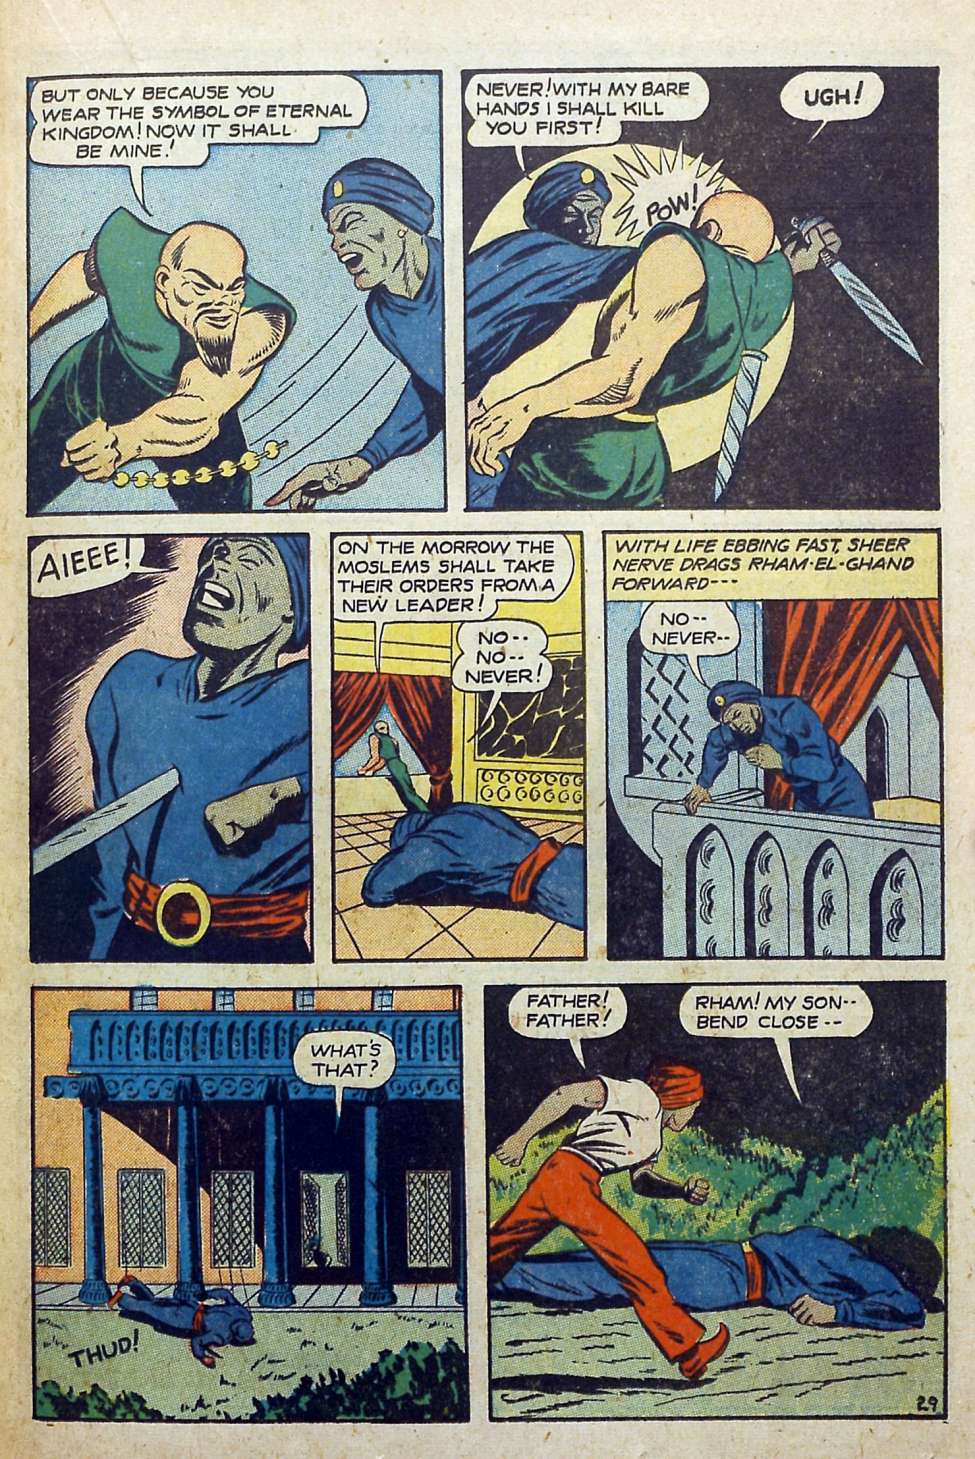 BUT ONLY BECAUSE YOU
WEAR THE SYMBOL OF ETERNAL
KINGDOM! NOW IT SHALL
BE MINE!
NEVER! WITH MY BARE
HANDS I SHALL KILL
YOU FIRST!
POW!
UGH!
AIEEE!
ON THE MORROW THE
MOSLEMS SHALL TAKE
THEIR ORDERS FROM A
NEW LEADER!
NO--
NO--
NEVER!
WITH LIFE EBBING FAST, SHEER
NERVE DRAGS RHAM-EL-GHAND
FORWARD---
NO--
NEVER--
WHAT'S
THAT?
THUD!
FATHER!
FATHER!
RHAM! MY SON--
BEND CLOSE--
29